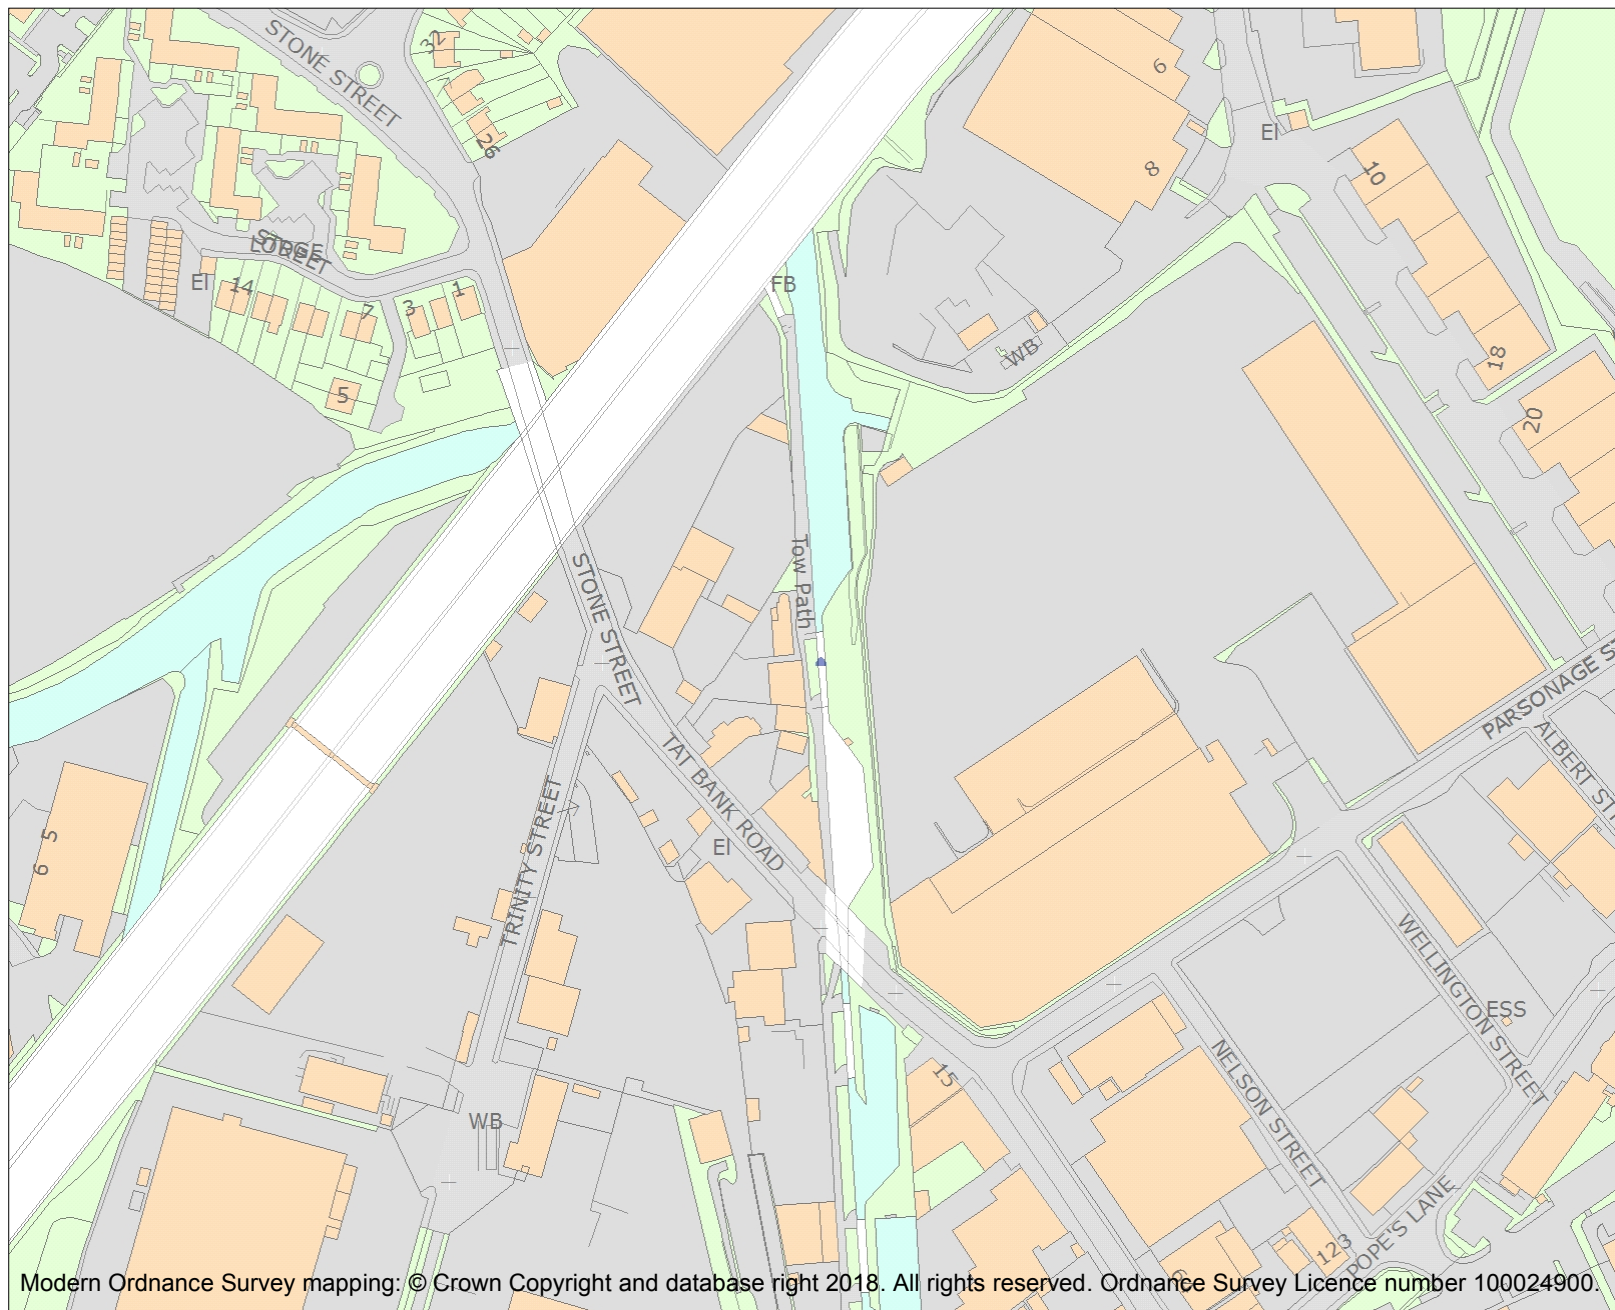 STONE STREET
32
26
6
8
EI
10
LODGE
STREET
EI
14
7
3
1
5
FB
WB
18
20
Tow Path
STONE STREET
PARSONAGE ST
ALBERT STR
TAT BANK ROAD
TRINITY STREET
EI
5
6
WELLINGTON STREET
ESS
NELSON STREET
15
WB
POPE'S LANE
123
Modern Ordnance Survey mapping: © Crown Copyright and database right 2018. All rights reserved. Ordnance Survey Licence number 100024900.